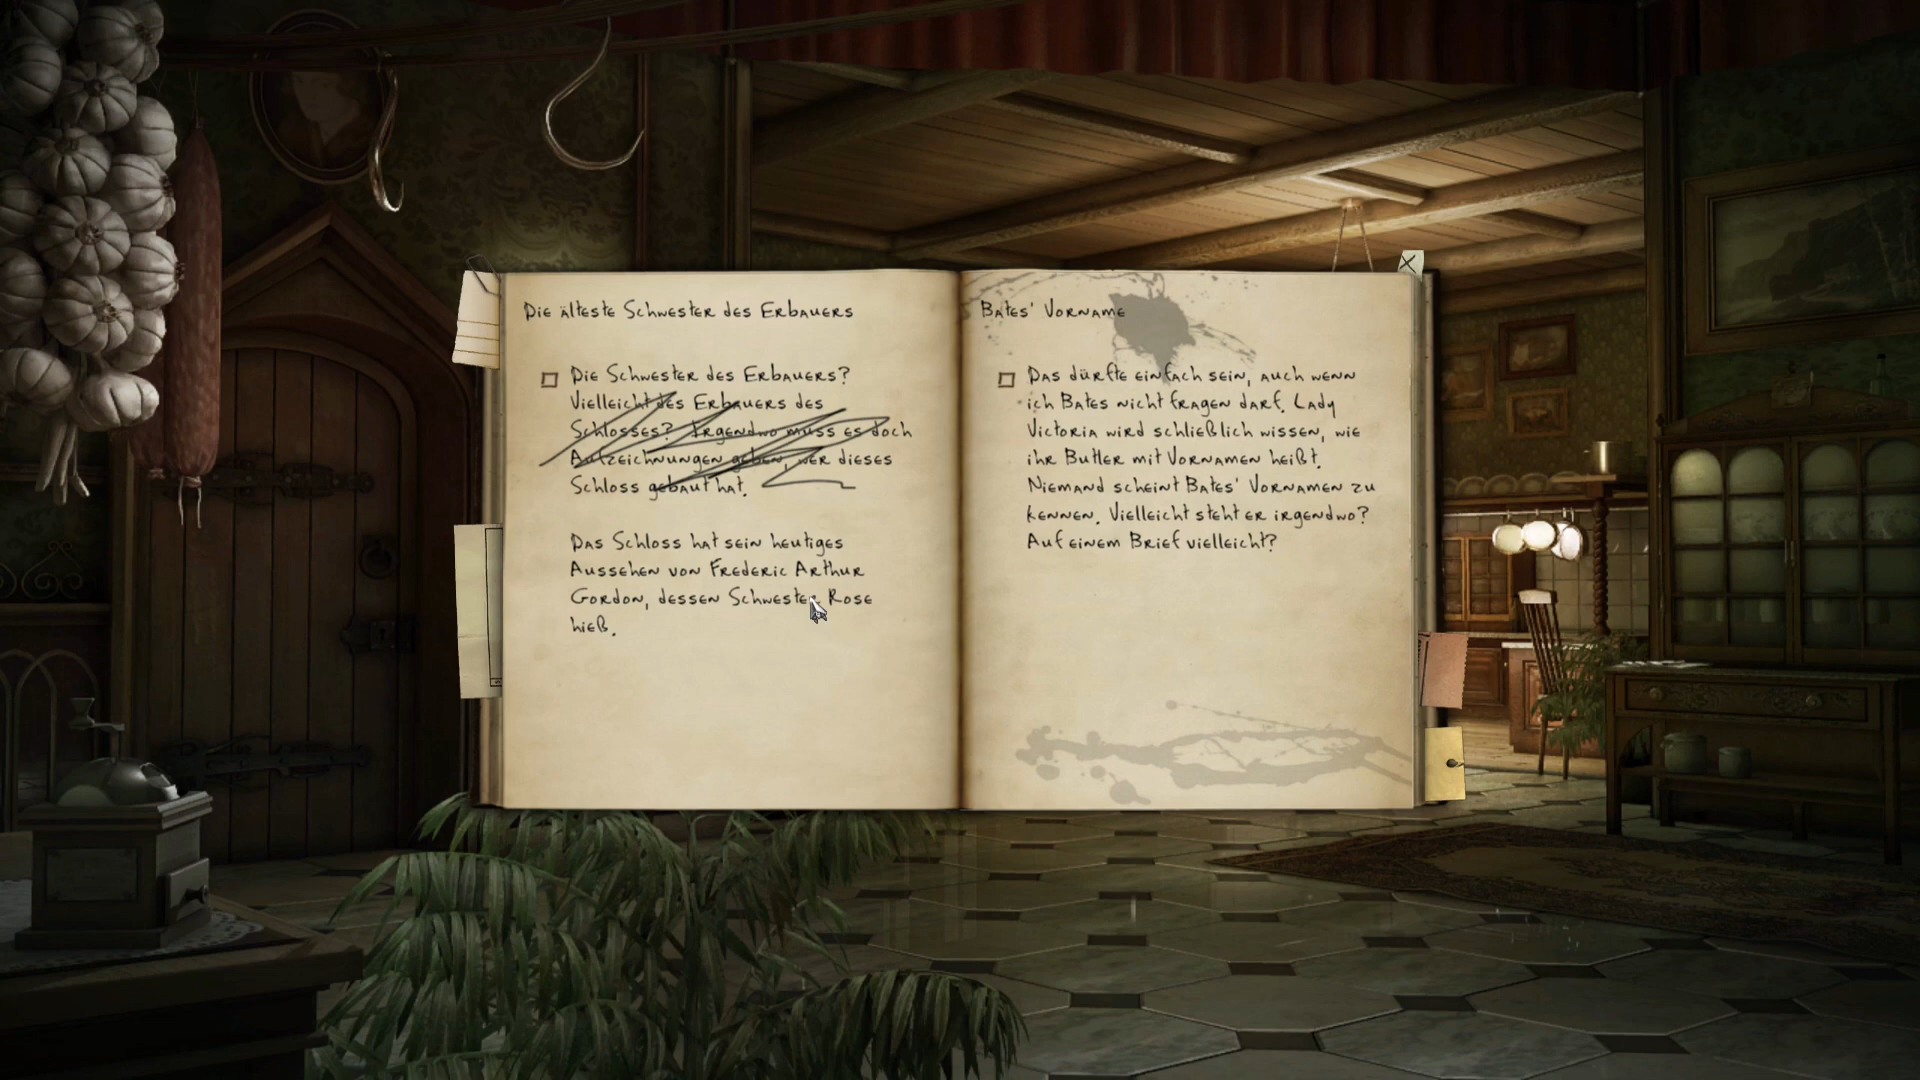 Die älteste Schwester des Erbauers
Die Schwester des Erbauers?
Vielleicht des Erbauers des
Schlosses? Irgendwo muss es doch
Aufzeichnungen geben, wer dieses
Schloss gebaut hat.
Das Schloss hat sein heutiges
Aussehen von Frederic Arthur
Gordon, dessen Schwester Rose
hieß.
Bates' Vorname
Das dürfte einfach sein, auch wenn
ich Bates nicht fragen darf. Lady
Victoria wird schließlich wissen, wie
ihr Butler mit Vornamen heißt.
Niemand scheint Bates' Vornamen zu
kennen. Vielleicht steht er irgendwo?
Auf einem Brief vielleicht?